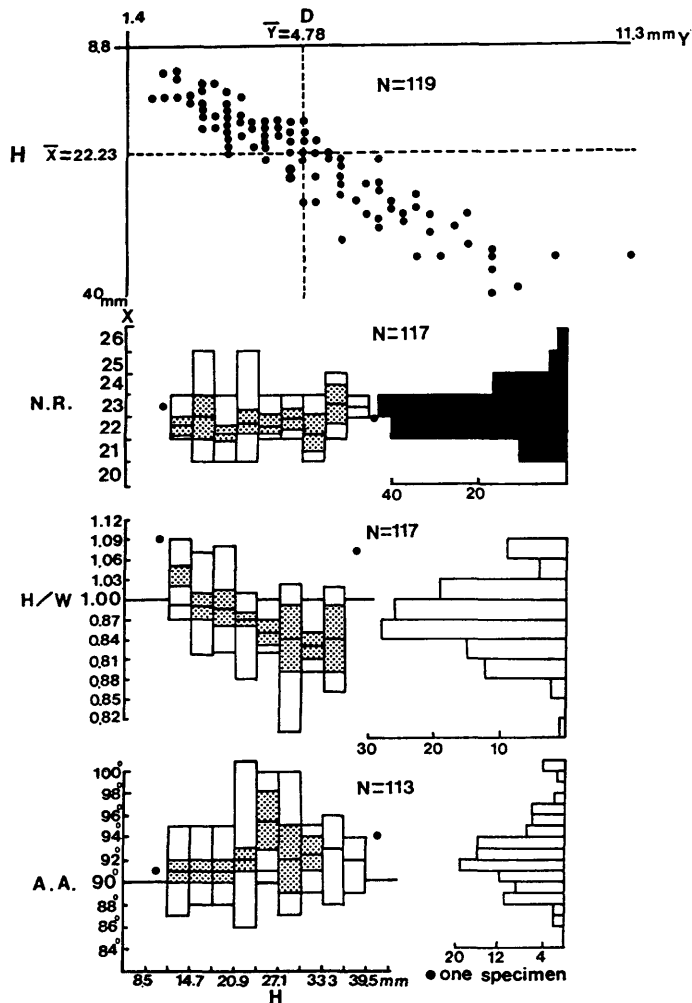 1.4 D 11.3 mm Y
Y=4.78
8,8
N=119
H X=22.23
40mm
X
N=117
26
25
24
N.R. 23
22
21
20
40 20
N=117
1.12
1,09
1,06
1,03
H/W 1.00
0,87
0,84
0,81
0,88
0,85
0,82
30 20 10
N=113
100°
98°
96°
94°
92°
A.A. 90°
88°
86°
84°
20 12 4
8,5 14.7 20.9 27,1 333 39,5mm
H
one specimen